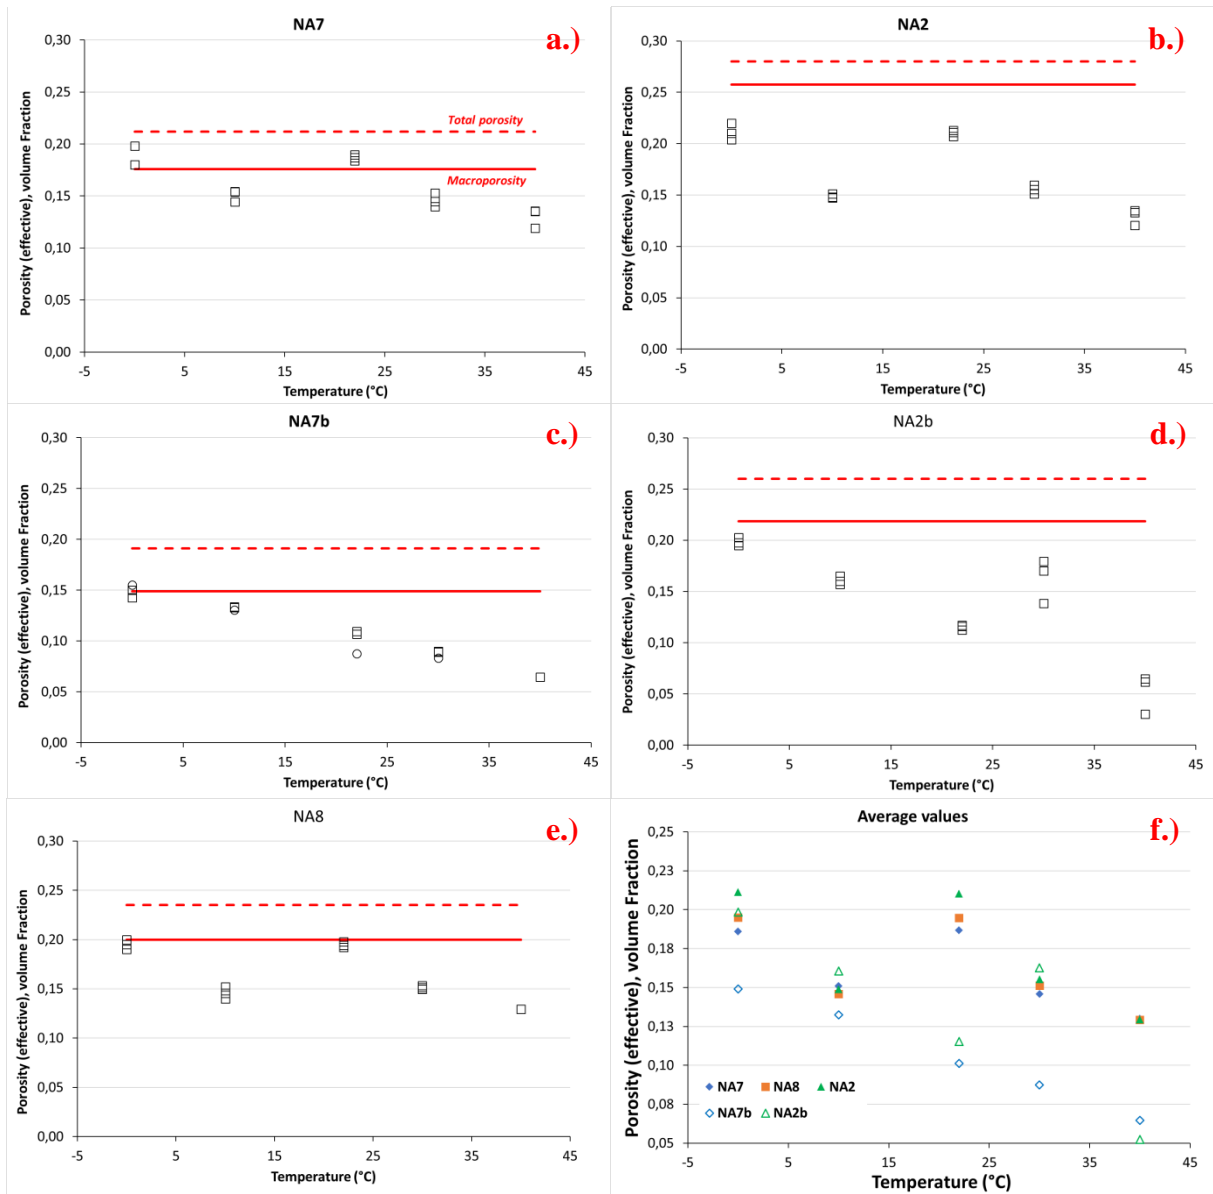 NA7
a.)
0,30
0,25
0,20
0,15
0,10
0,05
0,00
Porosity (effective), volume Fraction
Total porosity
Macroporosity
-5 5 15 25 35 45
Temperature (°C)
NA2
b.)
0,30
0,25
0,20
0,15
0,10
0,05
0,00
Porosity (effective), volume Fraction
-5 5 15 25 35 45
Temperature (°C)
NA7b
c.)
0,30
0,25
0,20
0,15
0,10
0,05
0,00
Porosity (effective), volume Fraction
-5 5 15 25 35 45
Temperature (°C)
NA2b
d.)
0,30
0,25
0,20
0,15
0,10
0,05
0,00
Porosity (effective), volume Fraction
-5 5 15 25 35 45
Temperature (°C)
NA8
e.)
0,30
0,25
0,20
0,15
0,10
0,05
0,00
Porosity (effective), volume Fraction
-5 5 15 25 35 45
Temperature (°C)
Average values
f.)
0,25
0,23
0,20
0,18
0,15
0,13
0,10
0,08
0,05
Porosity (effective), volume Fraction
NA7 NA8 NA2
NA7b NA2b
-5 5 15 25 35 45
Temperature (°C)